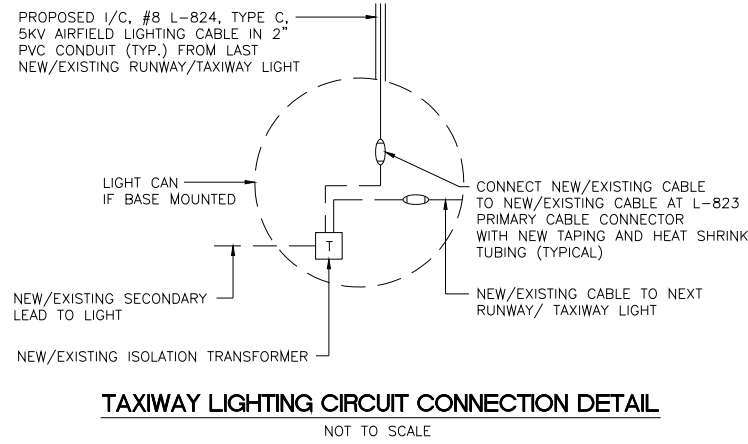 PROPOSED 1/C, #8 L-824, TYPE C,
5KV AIRFIELD LIGHTING CABLE IN 2"
PVC CONDUIT (TYP.) FROM LAST
NEW/EXISTING RUNWAY/TAXIWAY LIGHT
LIGHT CAN
IF BASE MOUNTED
CONNECT NEW/EXISTING CABLE
TO NEW/EXISTING CABLE AT L-823
PRIMARY CABLE CONNECTOR
WITH NEW TAPING AND HEAT SHRINK
TUBING (TYPICAL)
T
NEW/EXISTING SECONDARY
LEAD TO LIGHT
NEW/EXISTING CABLE TO NEXT
RUNWAY/ TAXIWAY LIGHT
NEW/EXISTING ISOLATION TRANSFORMER
TAXIWAY LIGHTING CIRCUIT CONNECTION DETAIL
NOT TO SCALE